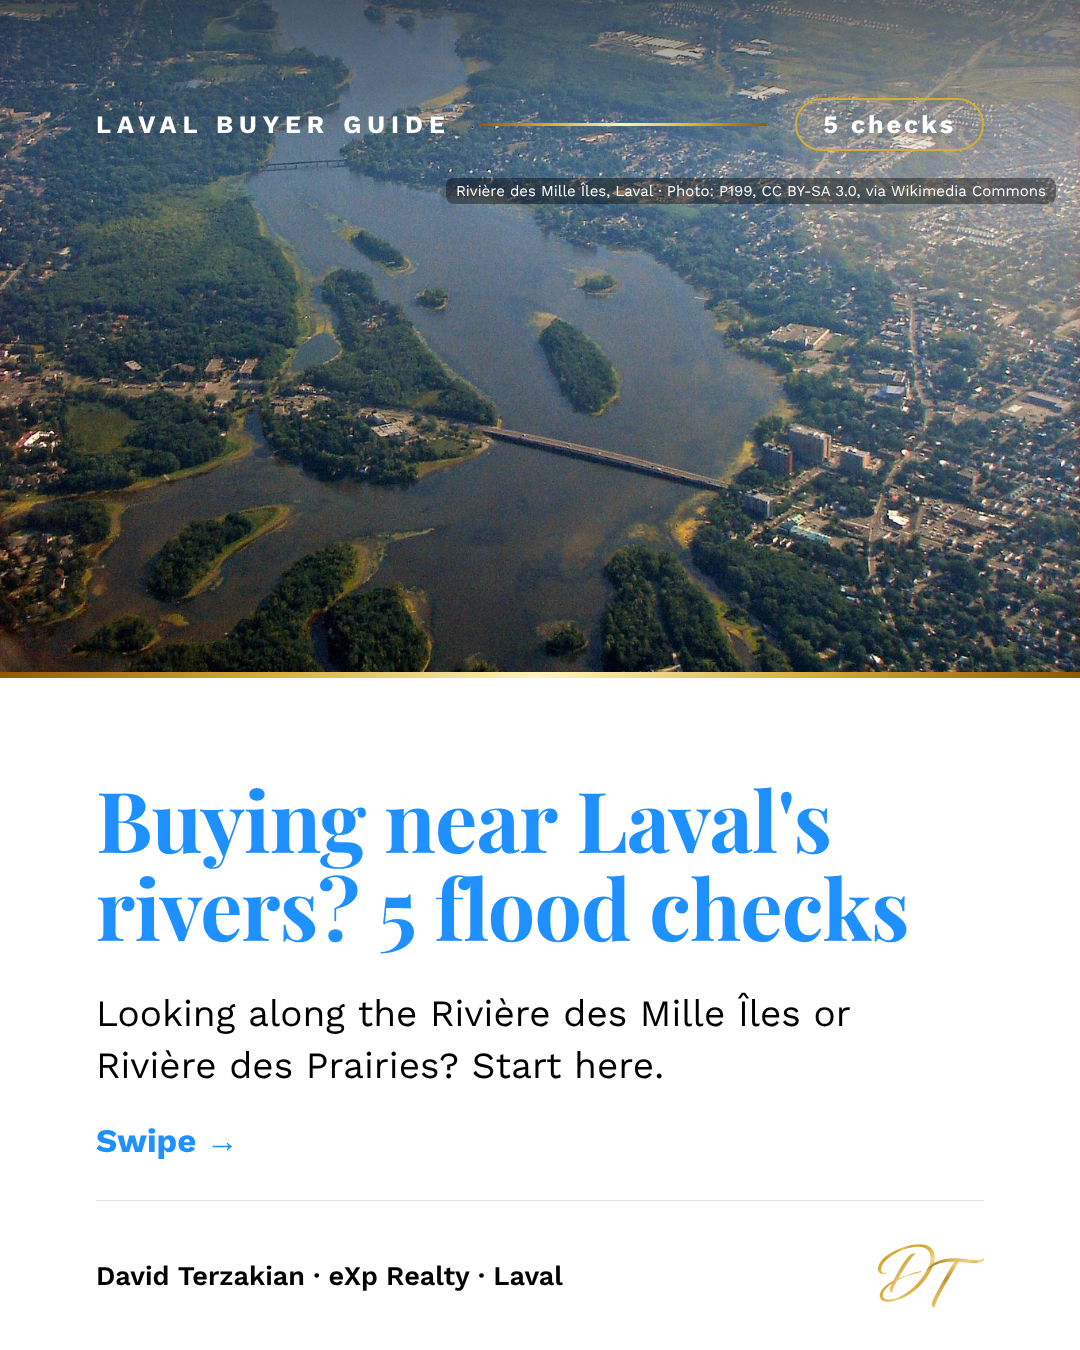 LAVAL BUYER GUIDE
5 checks
Rivière des Mille Îles, Laval · Photo: P199, CC BY-SA 3.0, via Wikimedia Commons
Buying near Laval's
rivers? 5 flood checks
Looking along the Rivière des Mille Îles or
Rivière des Prairies? Start here.
Swipe →
David Terzakian · eXp Realty · Laval
DT